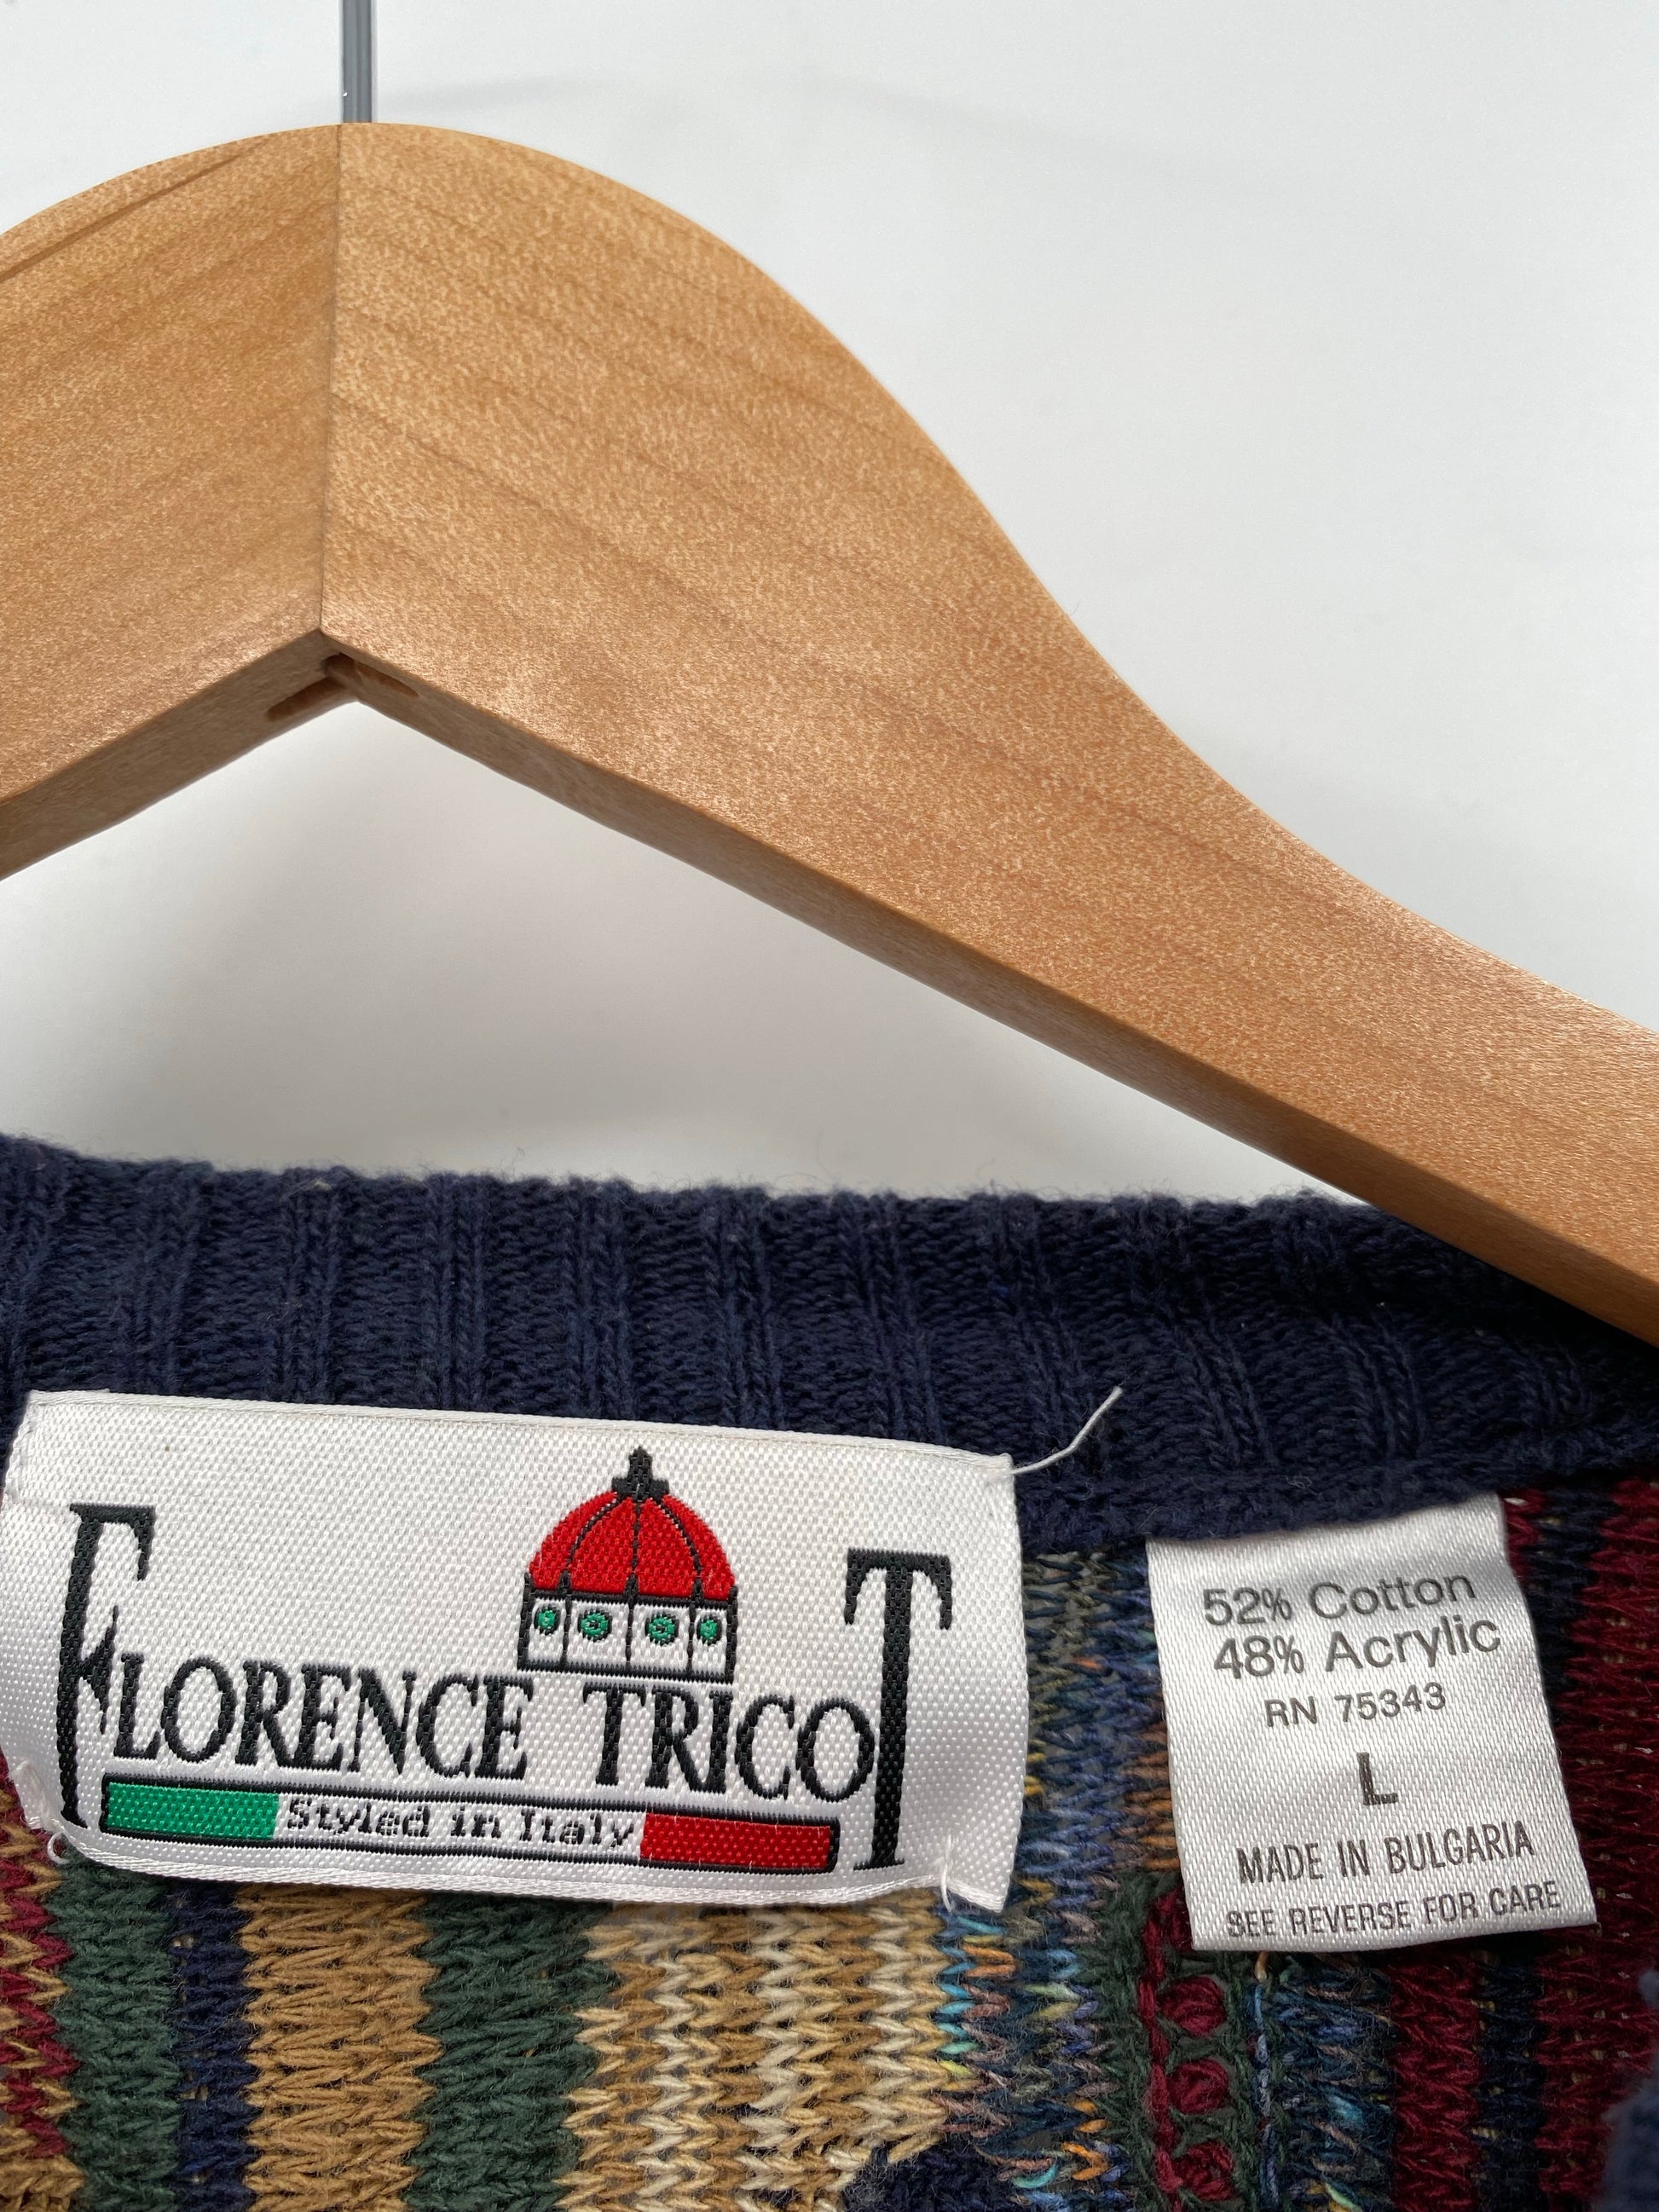 FLORENCE TRICOT
Styled in Italy
52% Cotton
48% Acrylic
RN 75343
L
MADE IN BULGARIA
SEE REVERSE FOR CARE